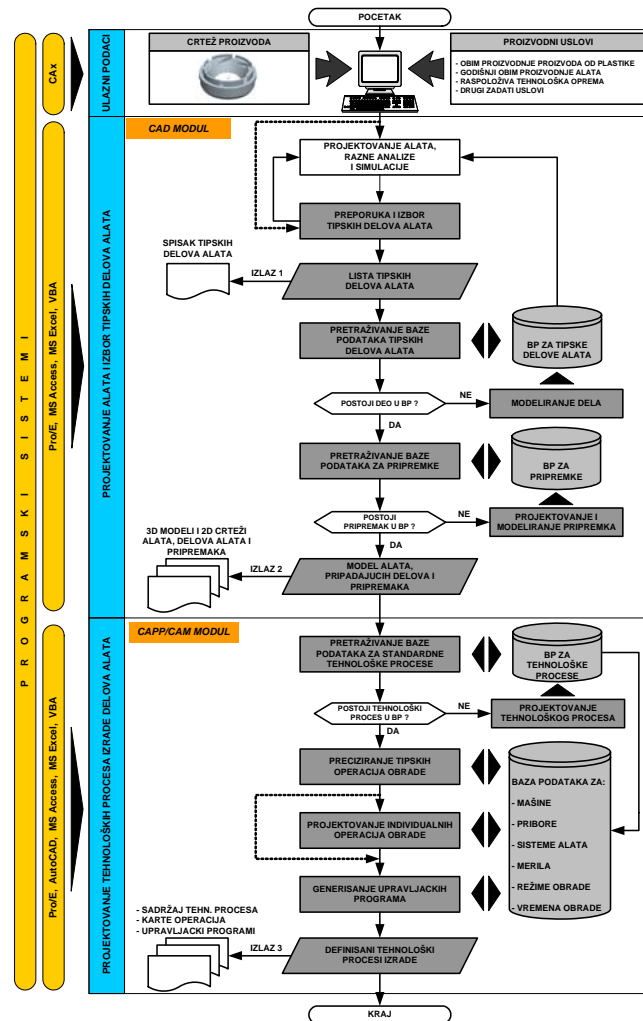 POCETAK
CRTEŽ PROIZVODA
PROIZVODNI USLOVI
- OBIM PROIZVODNJE PROIZVODA OD PLASTIKE
- GODIŠNJI OBIM PROIZVODNJE ALATA
- RASPOLOŽIVA TEHNOLOŠKA OPREMA
- DRUGI ZADATI USLOVI
PROGRAMSKI SISTEMI
CAx
ULAZNI PODACI
CAD MODUL
Pro/E, MS Access, MS Excel, VBA
PROJEKTOVANJE ALATA I IZBOR TIPSKIH DELOVA ALATA
PROJEKTOVANJE ALATA,
RAZNE ANALIZE
I SIMULACIJE
PREPORUKA I IZBOR
TIPSKIH DELOVA ALATA
SPISAK TIPSKIH
DELOVA ALATA
IZLAZ 1
LISTA TIPSKIH
DELOVA ALATA
PRETRAŽIVANJE BAZE
PODATAKA TIPSKIH
DELOVA ALATA
BP ZA TIPSKE
DELOVE ALATA
POSTOJI DEO U BP ?
NE
MODELIRANJE DELA
DA
PRETRAŽIVANJE BAZE
PODATAKA ZA PRIPREMKE
BP ZA
PRIPREMKE
POSTOJI
PRIPREMAK U BP ?
NE
PROJEKTOVANJE I
MODELIRANJE PRIPREMKA
DA
3D MODELI I 2D CRTEŽI
ALATA, DELOVA ALATA I
PRIPREMAKA
IZLAZ 2
MODEL ALATA,
PRIPADAJUCIH DELOVA I
PRIPREMAKA
CAPP/CAM MODUL
Pro/E, AutoCAD, MS Access, MS Excel, VBA
PROJEKTOVANJE TEHNOLOŠKIH PROCESA IZRADE DELOVA ALATA
PRETRAŽIVANJE BAZE
PODATAKA ZA STANDARDNE
TEHNOLOŠKE PROCESE
BP ZA
TEHNOLOŠKE
PROCESE
POSTOJI TEHNOLOŠKI
PROCES U BP ?
NE
PROJEKTOVANJE
TEHNOLOŠKOG PROCESA
DA
PRECIZIRANJE TIPSKIH
OPERACIJA OBRADE
PROJEKTOVANJE INDIVIDUALNIH
OPERACIJA OBRADE
GENERISANJE UPRAVLJACKIH
PROGRAMA
BAZA PODATAKA ZA:
- MAŠINE
- PRIBORE
- SISTEME ALATA
- MERILA
- REŽIME OBRADE
- VREMENA OBRADE
- SADRŽAJ TEHN. PROCESA
- KARTE OPERACIJA
- UPRAVLJACKI PROGRAMI
IZLAZ 3
DEFINISANI TEHNOLOŠKI
PROCESI IZRADE
KRAJ